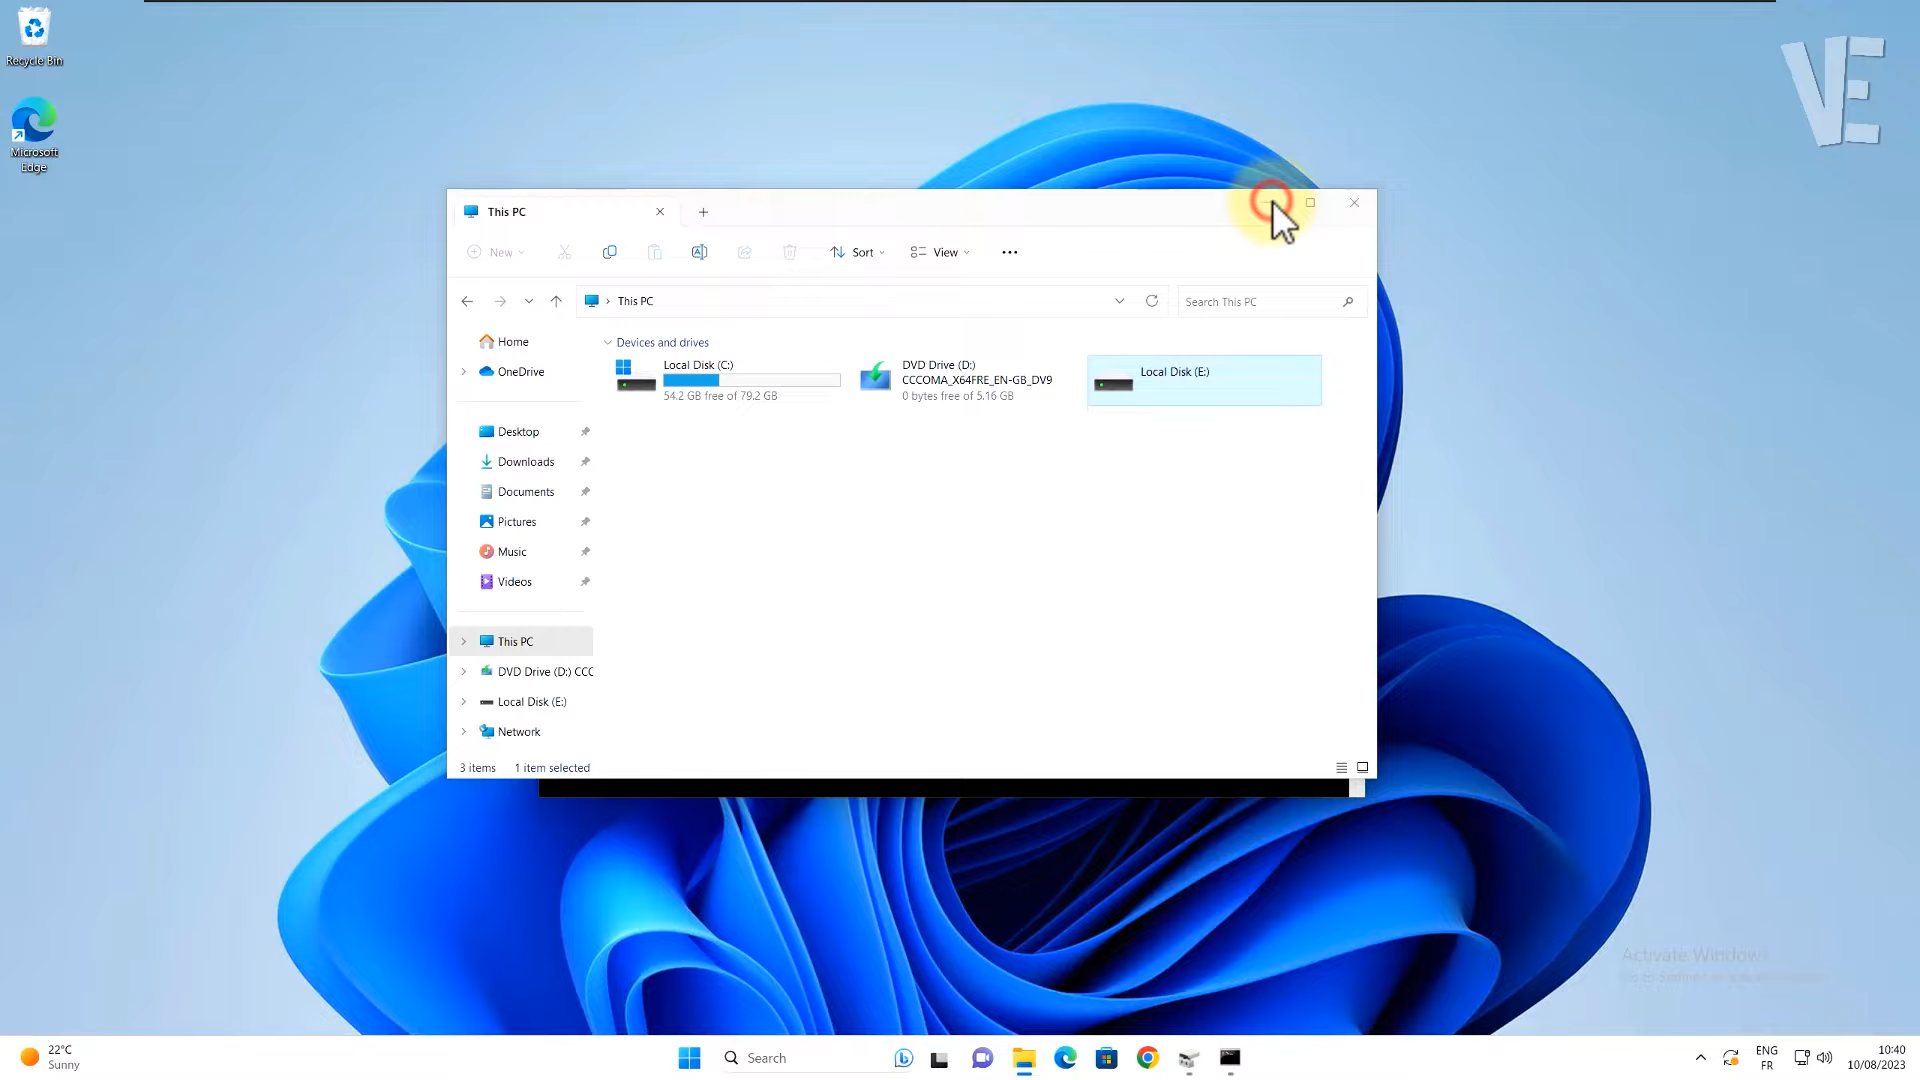 Recycle Bin
Microsoft
Edge
VE
This PC
New
Sort
View
This PC
Search This PC
Home
OneDrive
Desktop
Downloads
Documents
Pictures
Music
Videos
This PC
DVD Drive (D:) CCC
Local Disk (E:)
Network
Devices and drives
Local Disk (C:)
54.2 GB free of 79.2 GB
DVD Drive (D:)
CCCOMA_X64FRE_EN-GB_DV9
0 bytes free of 5.16 GB
Local Disk (E:)
3 items 1 item selected
Activate Windows
22°C
Sunny
Search
ENG
FR
10:40
10/08/2023